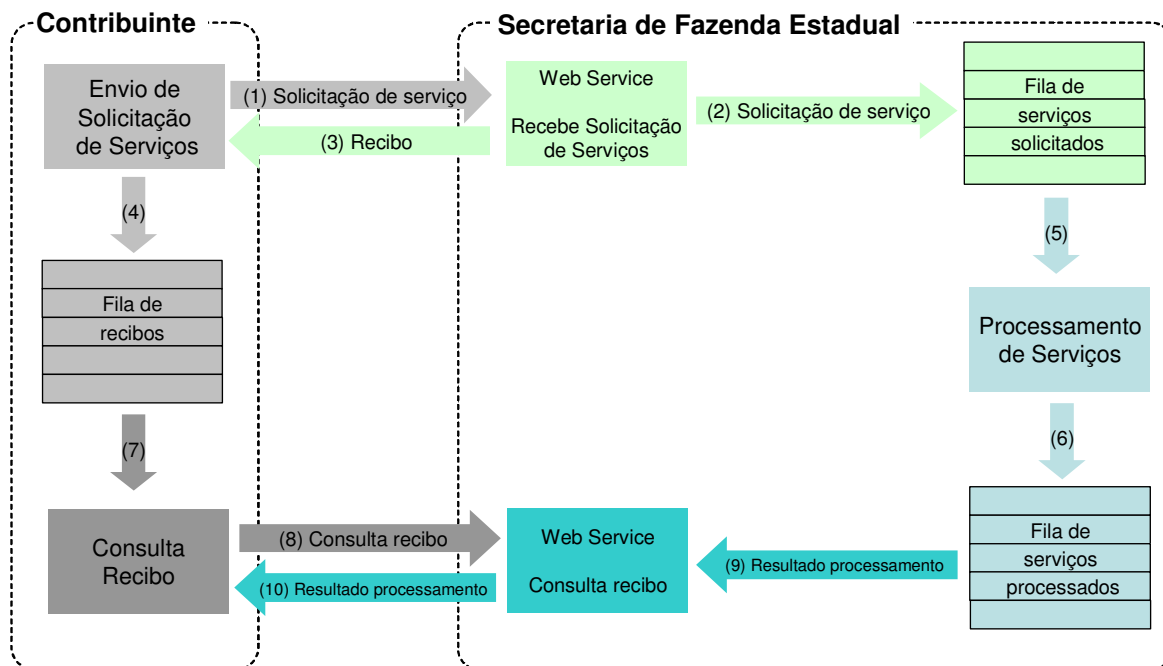 Contribuinte
Secretaria de Fazenda Estadual
Envio de
Solicitação
de Serviços
(1) Solicitação de serviço
(3) Recibo
Web Service
Recebe Solicitação
de Serviços
(2) Solicitação de serviço
Fila de
serviços
solicitados
(4)
(5)
Fila de
recibos
Processamento
de Serviços
(7)
(6)
Consulta
Recibo
(8) Consulta recibo
(10) Resultado processamento
Web Service
Consulta recibo
(9) Resultado processamento
Fila de
serviços
processados